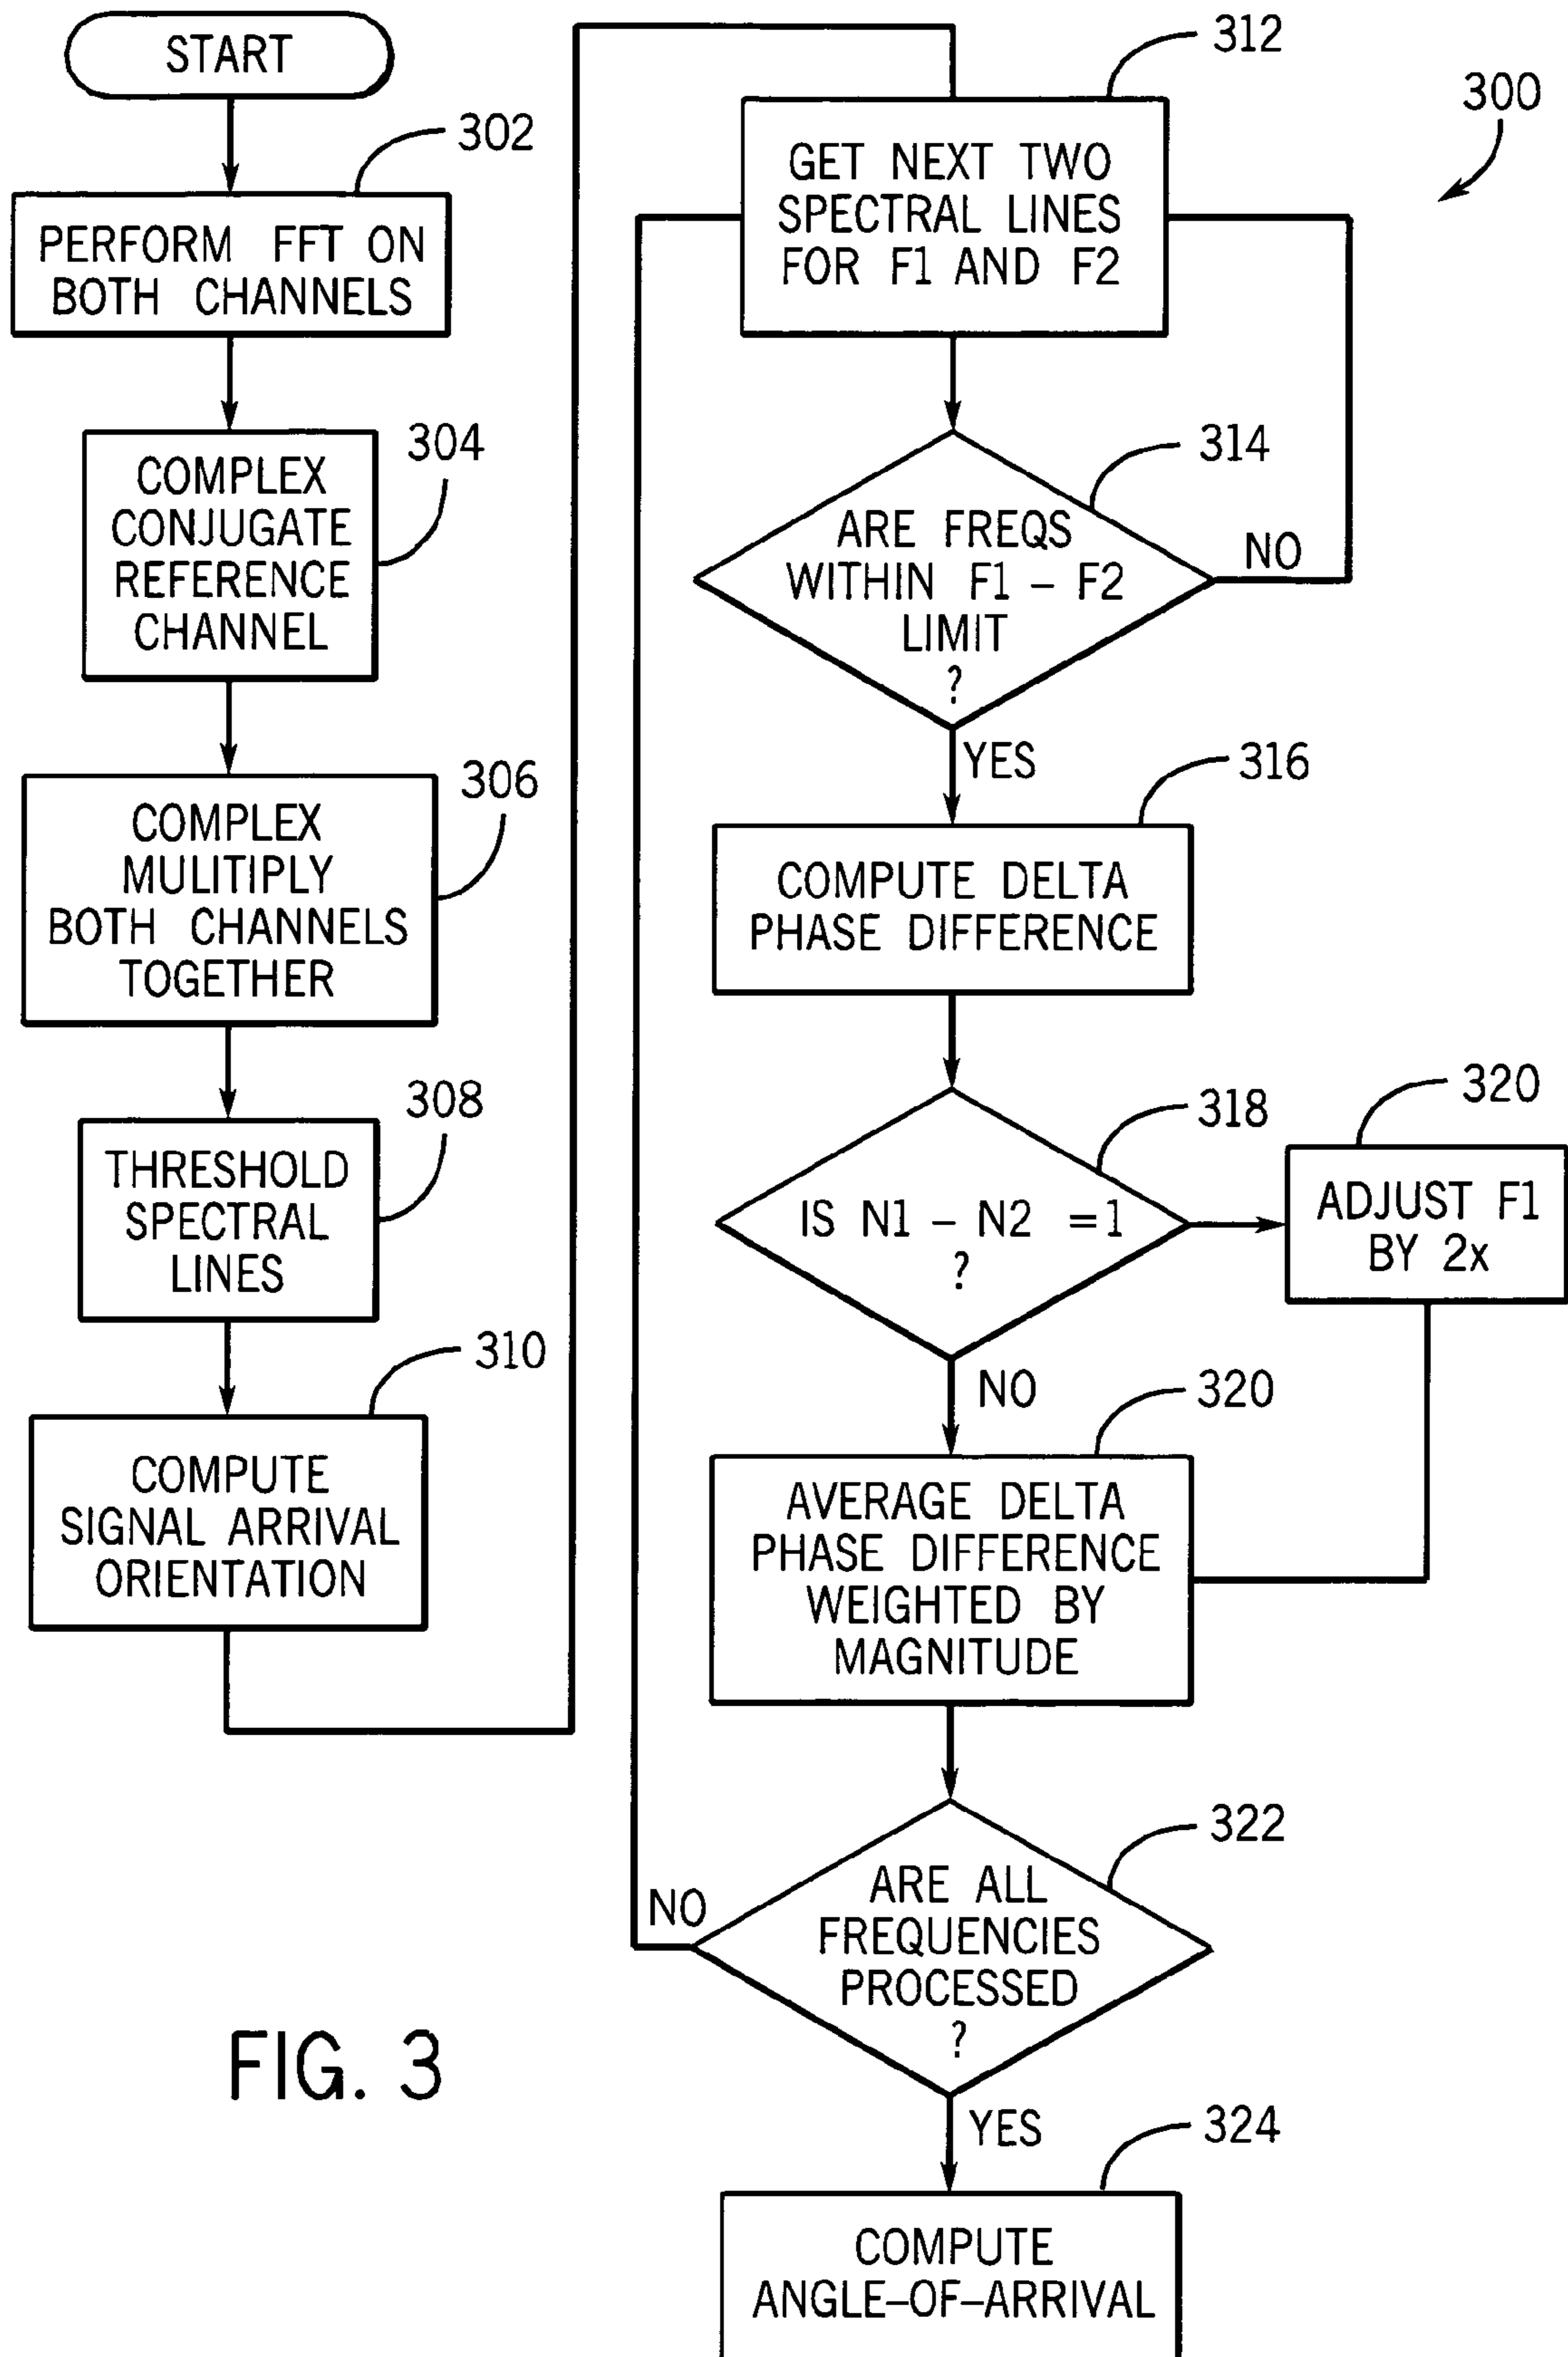 START
302
PERFORM FFT ON
BOTH CHANNELS
304
COMPLEX
CONJUGATE
REFERENCE
CHANNEL
306
COMPLEX
MULITIPLY
BOTH CHANNELS
TOGETHER
308
THRESHOLD
SPECTRAL
LINES
310
COMPUTE
SIGNAL ARRIVAL
ORIENTATION
312
300
GET NEXT TWO
SPECTRAL LINES
FOR F1 AND F2
314
ARE FREQS
WITHIN F1 – F2
LIMIT
?
NO
YES
316
COMPUTE DELTA
PHASE DIFFERENCE
318
IS N1 – N2 =1
?
320
ADJUST F1
BY 2x
NO
320
AVERAGE DELTA
PHASE DIFFERENCE
WEIGHTED BY
MAGNITUDE
322
ARE ALL
FREQUENCIES
PROCESSED
?
NO
YES
324
COMPUTE
ANGLE–OF–ARRIVAL
FIG. 3